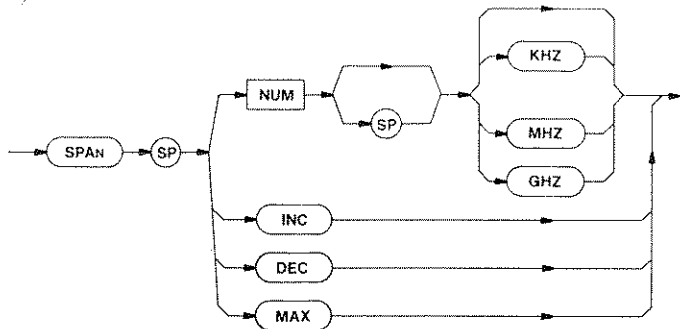 KHZ
NUM
SP
MHZ
SPAN
SP
GHZ
INC
DEC
MAX